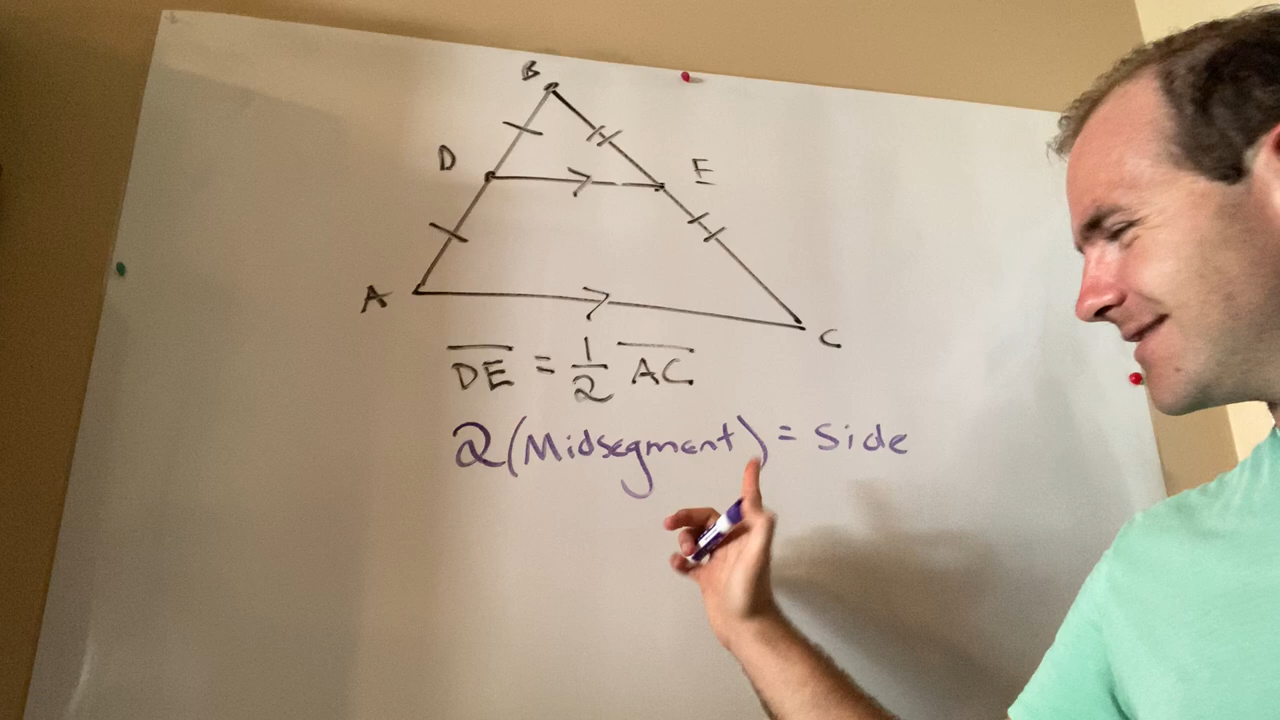 B
D E
A
C
DE = 1/2 AC
2(Midsegment) = Side